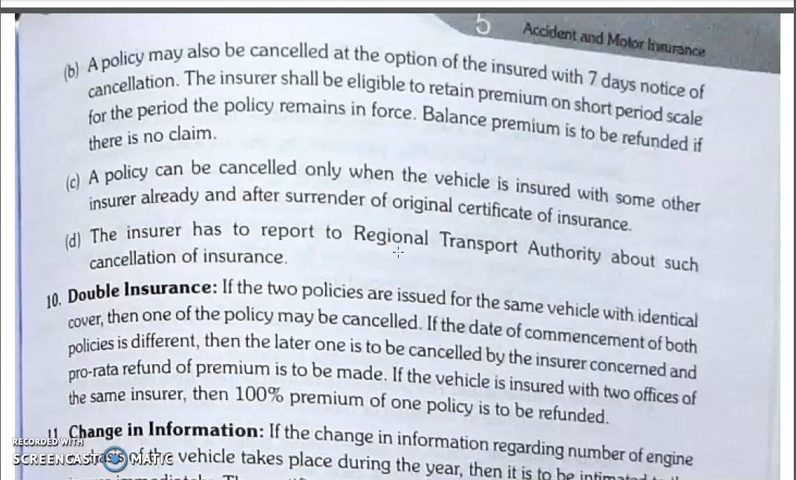 5 Accident and Motor Insurance
(b) A policy may also be cancelled at the option of the insured with 7 days notice of
cancellation. The insurer shall be eligible to retain premium on short period scale
for the period the policy remains in force. Balance premium is to be refunded if
there is no claim.
(c) A policy can be cancelled only when the vehicle is insured with some other
insurer already and after surrender of original certificate of insurance.
(d) The insurer has to report to Regional Transport Authority about such
cancellation of insurance.
10. Double Insurance: If the two policies are issued for the same vehicle with identical
cover, then one of the policy may be cancelled. If the date of commencement of both
policies is different, then the later one is to be cancelled by the insurer concerned and
pro-rata refund of premium is to be made. If the vehicle is insured with two offices of
the same insurer, then 100% premium of one policy is to be refunded.
11. Change in Information: If the change in information regarding number of engine
of the vehicle takes place during the year, then it is to be intimated to the
RECORDED WITH
SCREENCAST MATIC